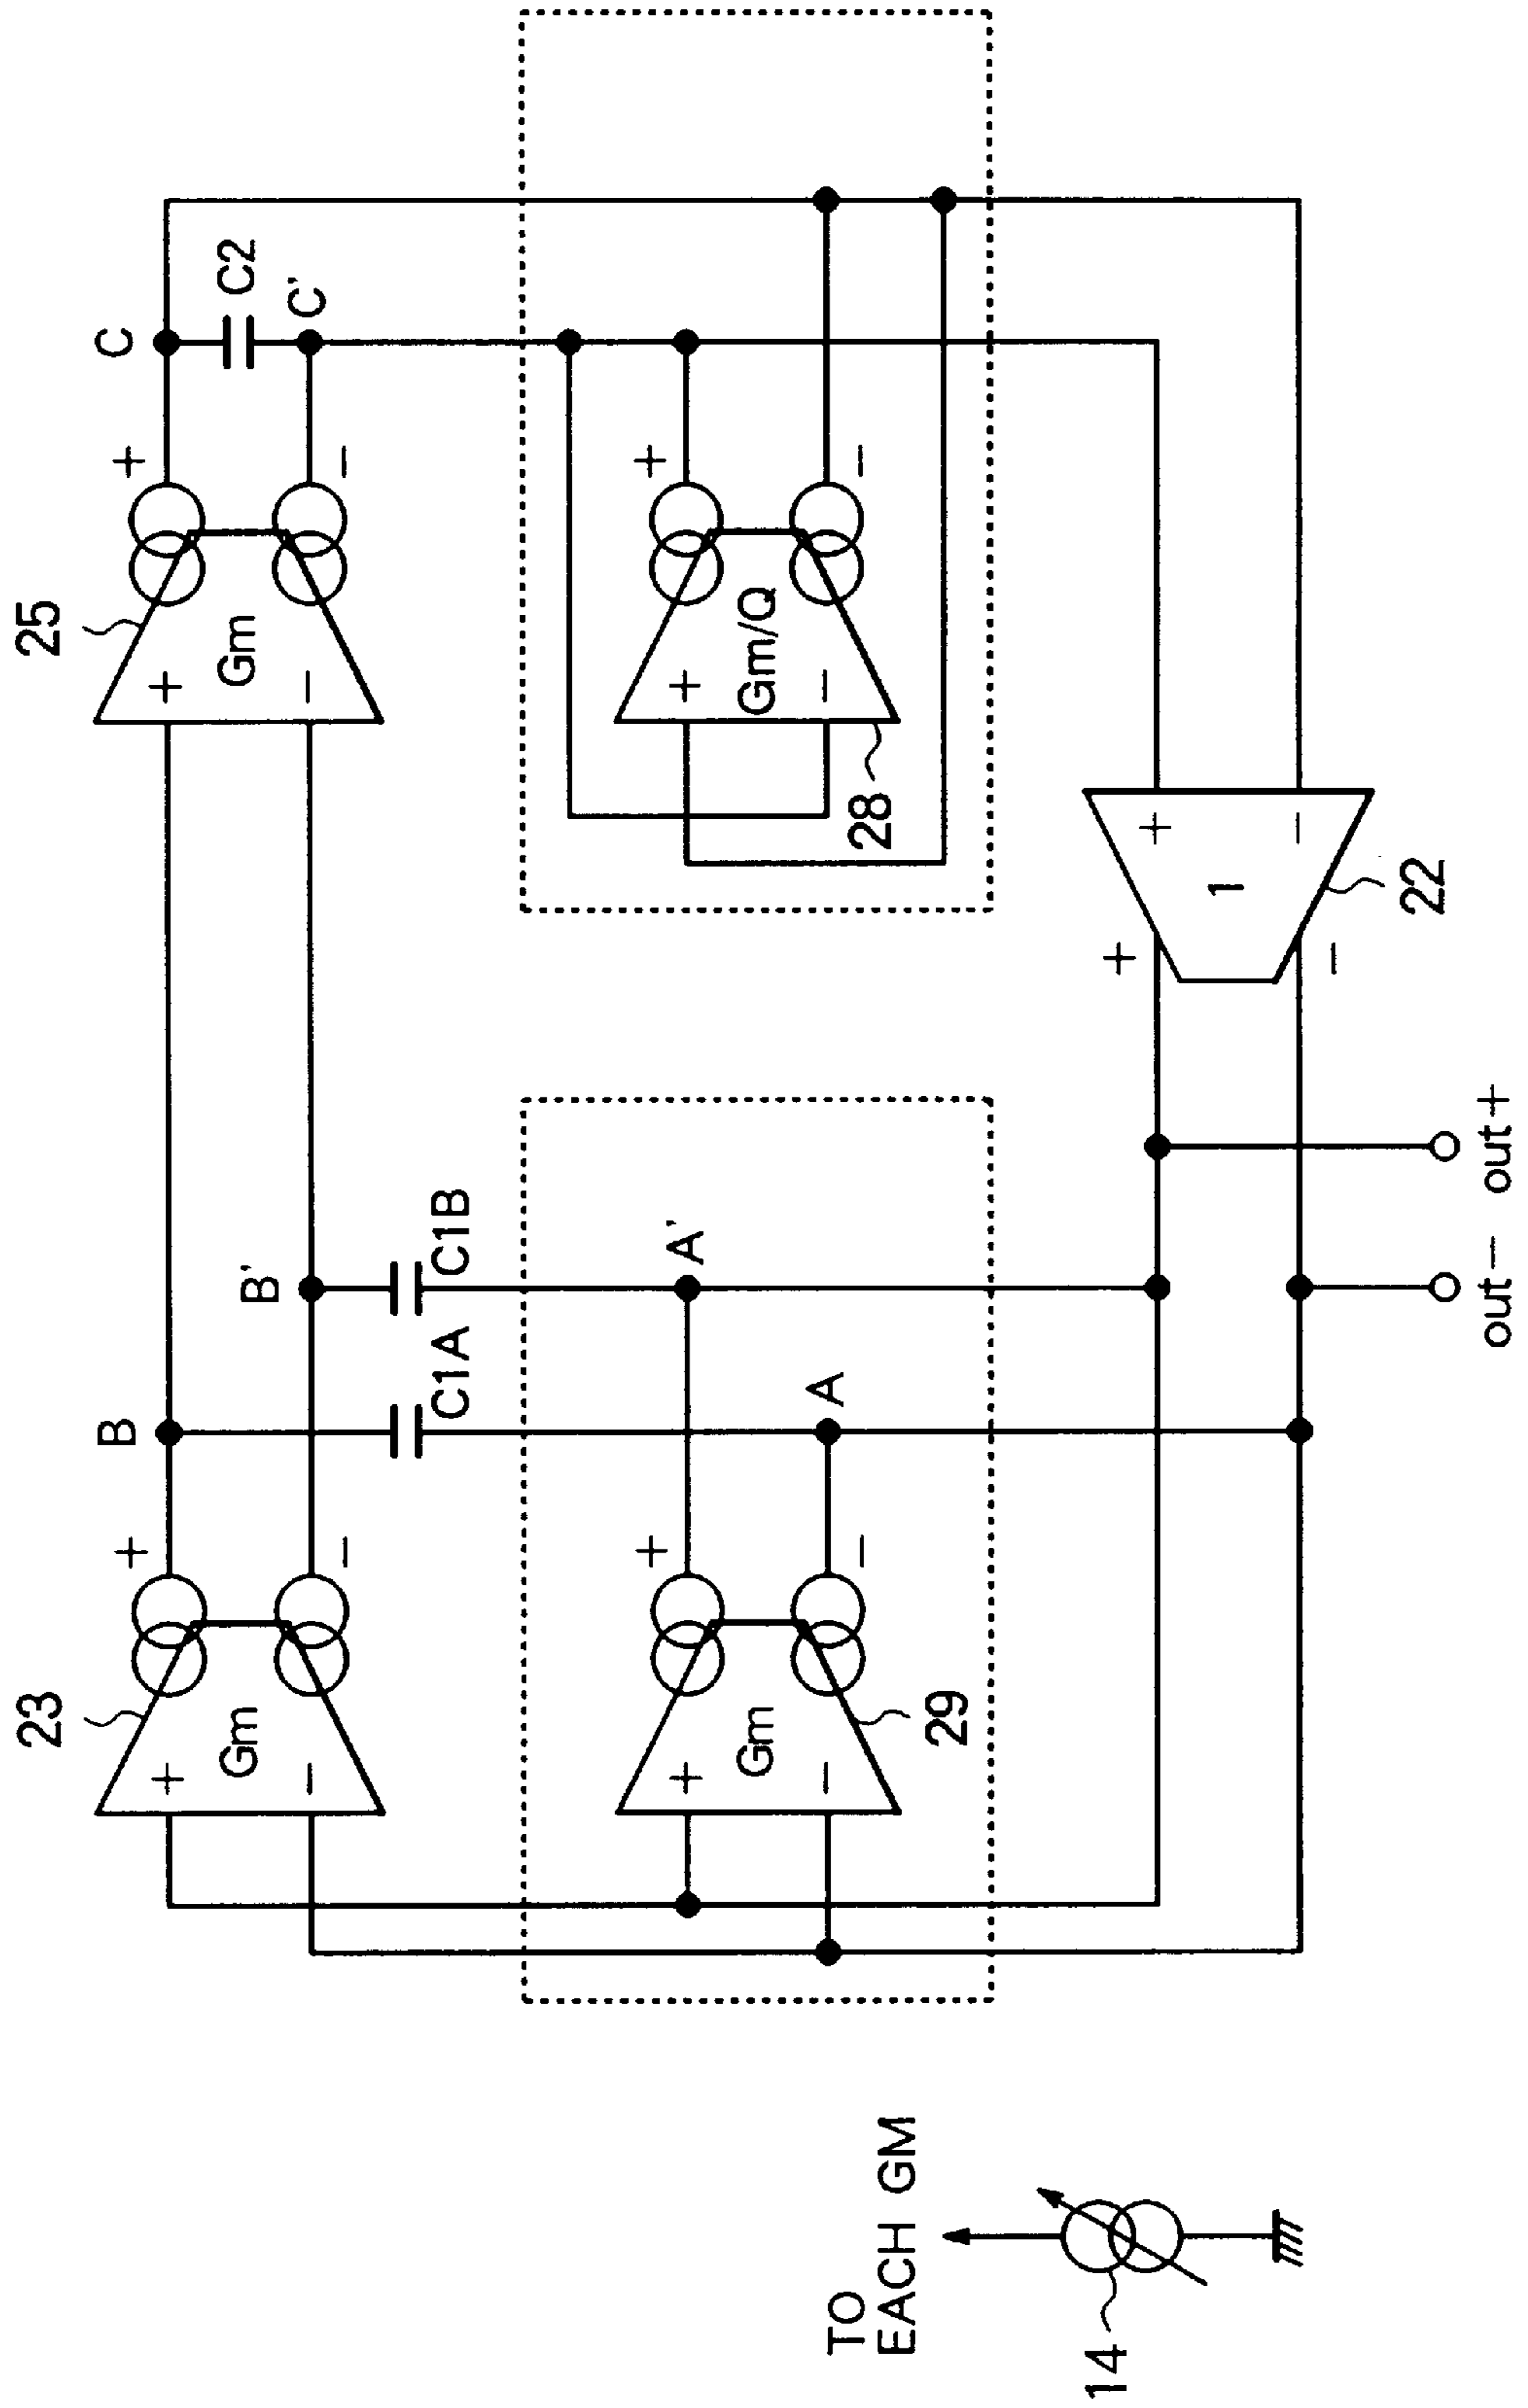 25
+
Gm
−
+
−
C
C2
C'
+
Gm/Q
−
+
−
28
+
1
−
+
−
22
23
+
Gm
−
+
−
B
B'
C1A
C1B
A'
A
+
Gm
−
+
−
29
out−
out+
TO
EACH GM
14